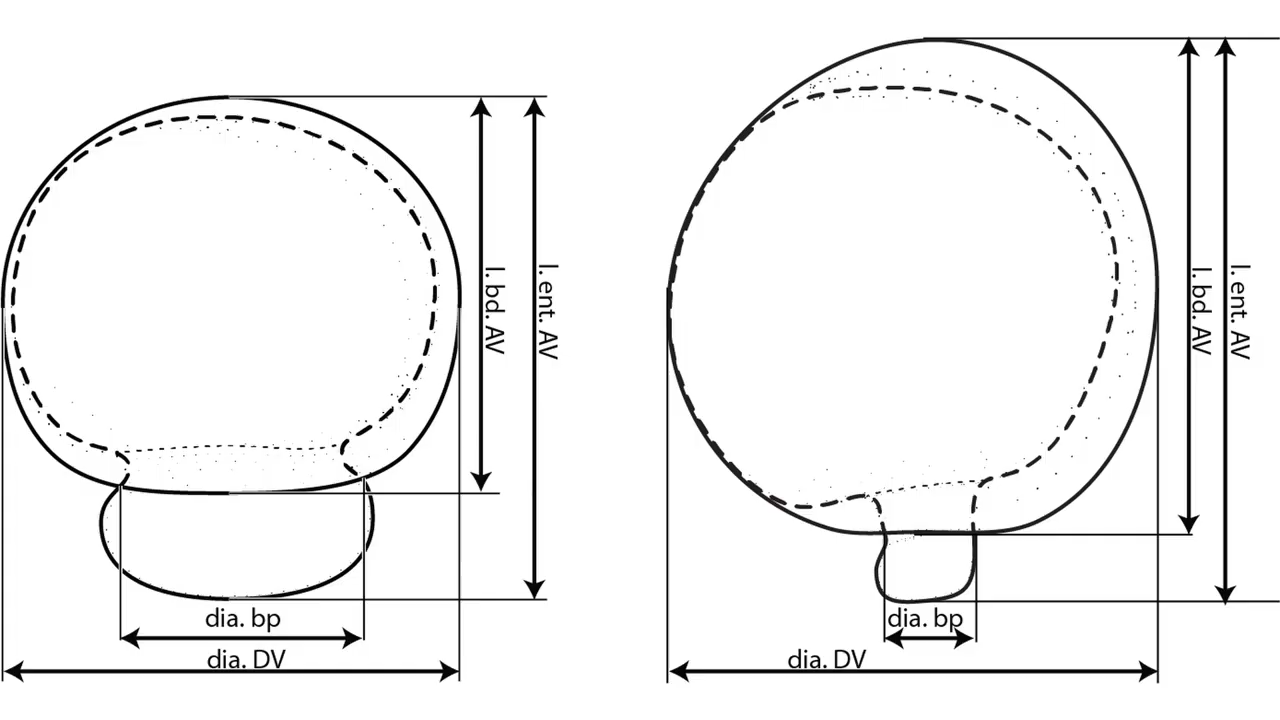 l. bd. AV
l. ent. AV
dia. bp
dia. DV
l. bd. AV
l. ent. AV
dia. bp
dia. DV